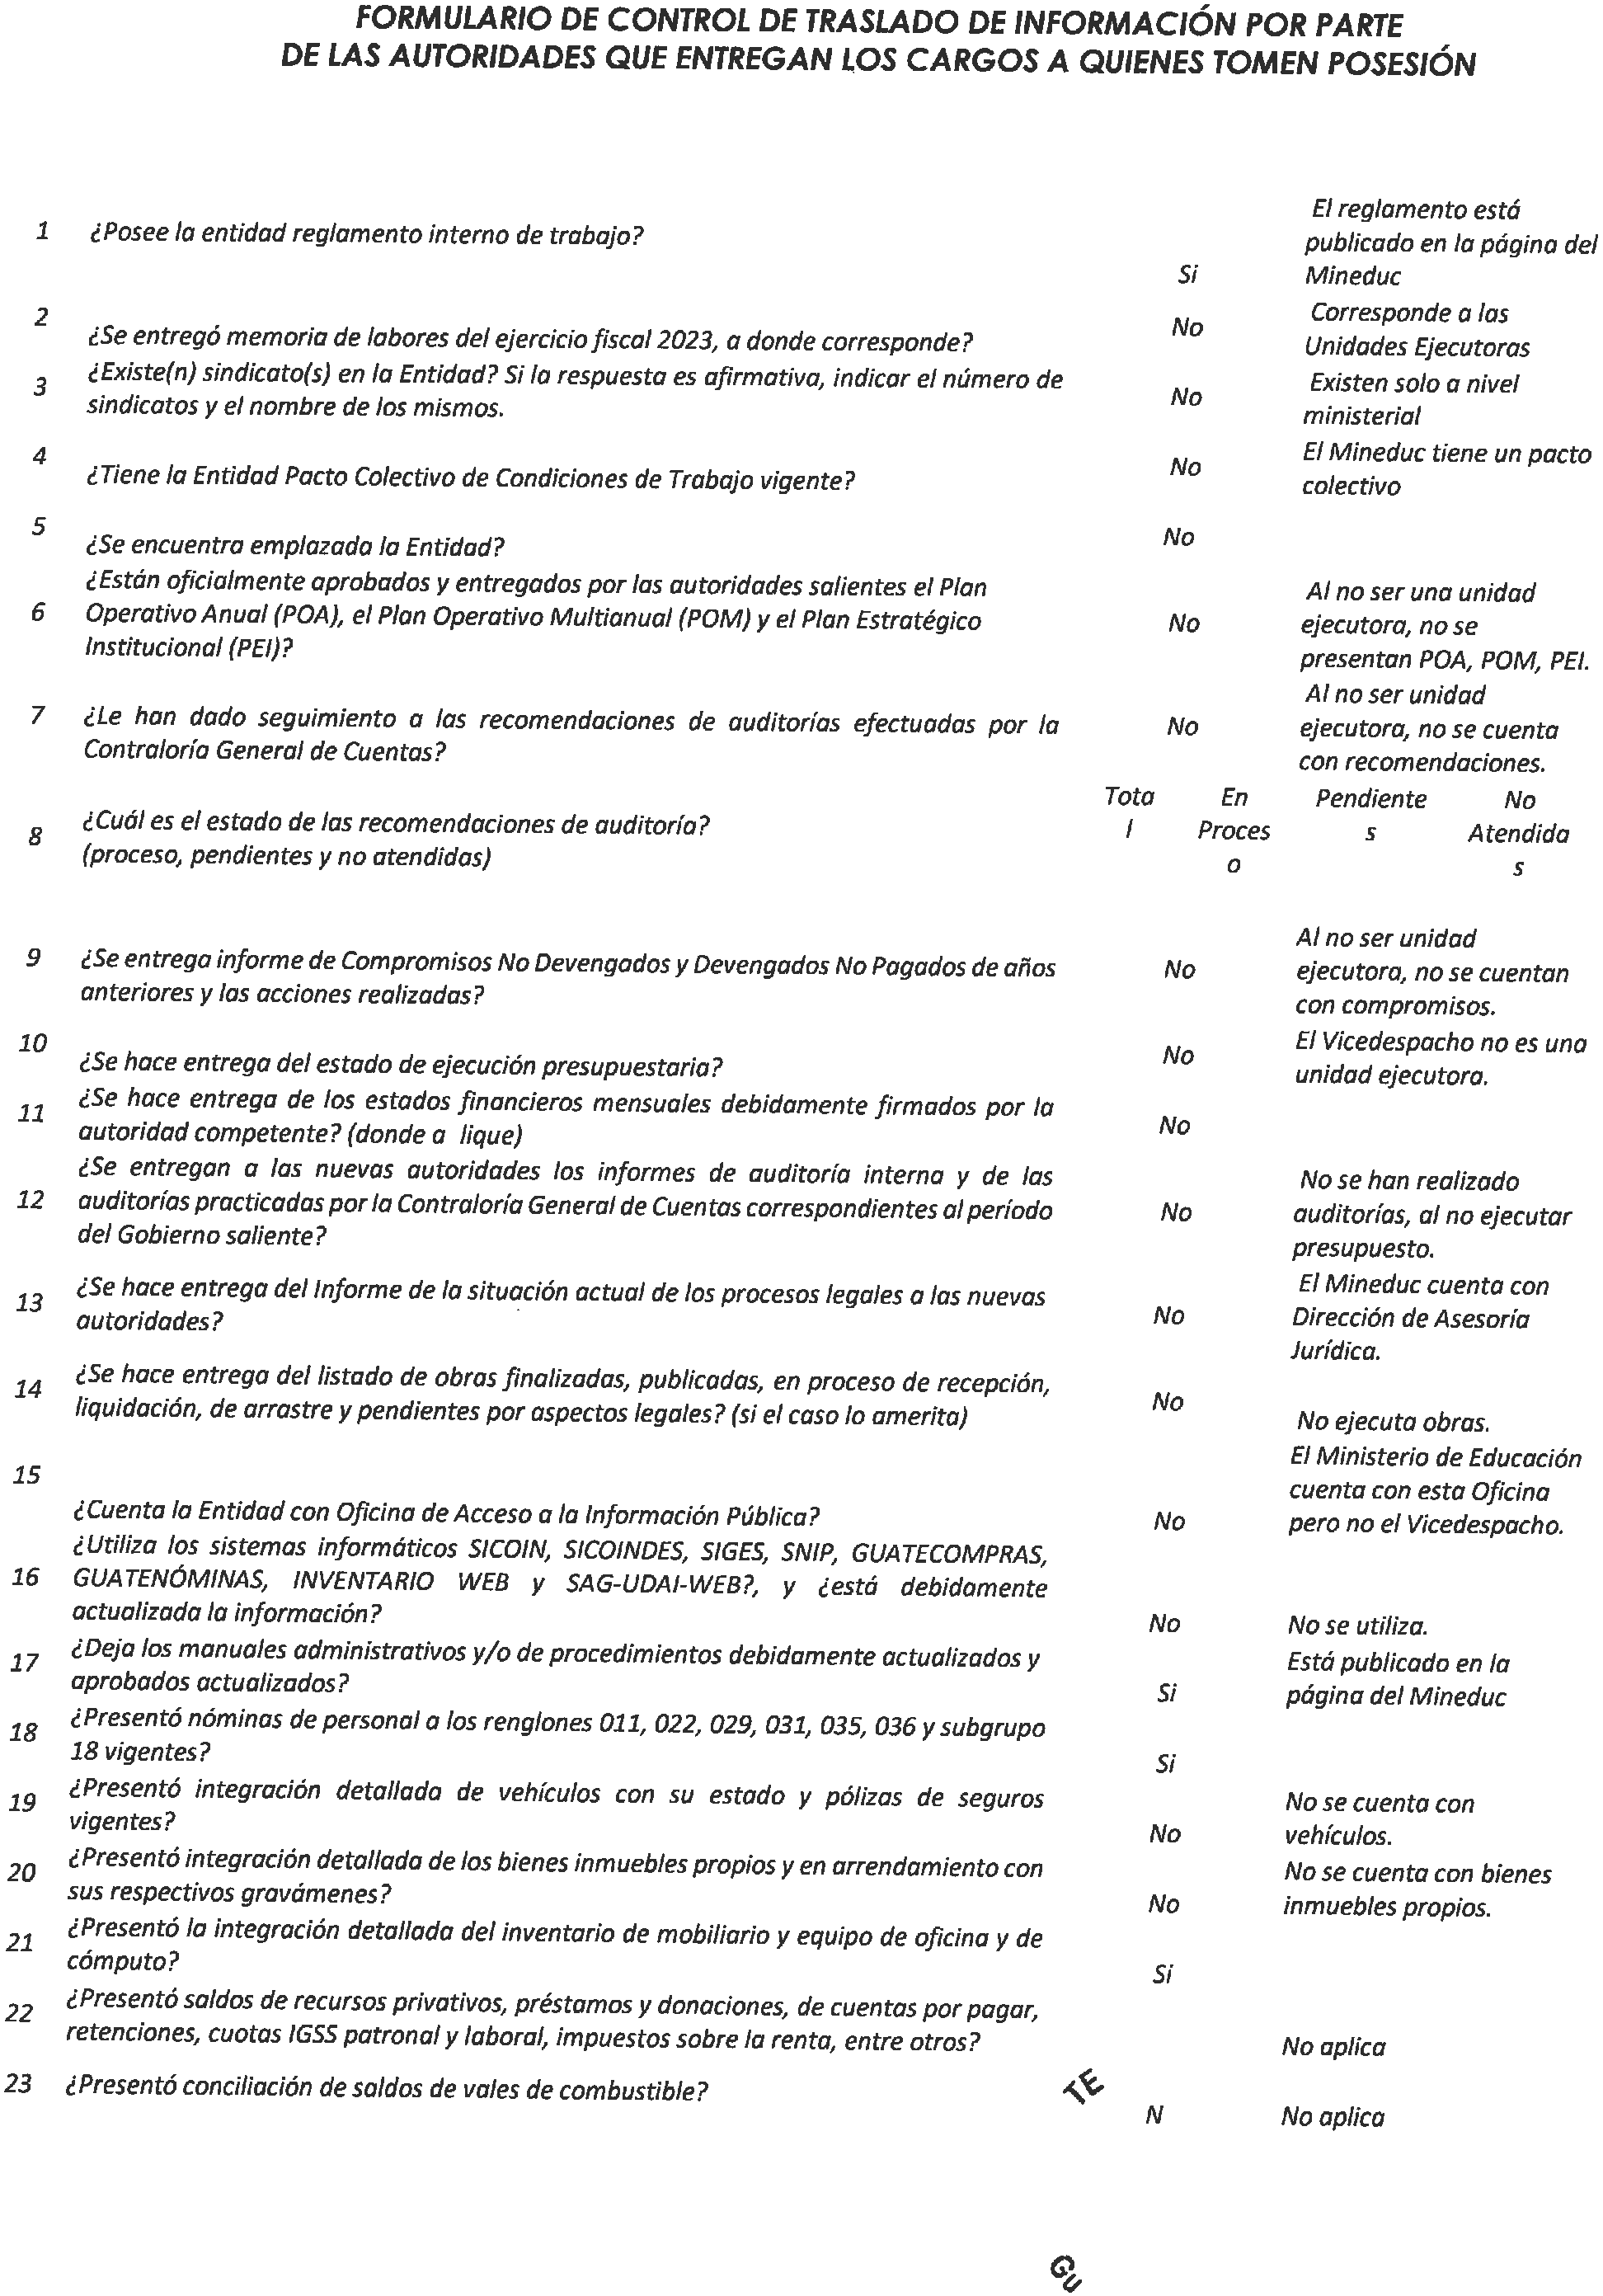 FORMULARIO DE CONTROL DE TRASLADO DE INFORMACIÓN POR PARTE
DE LAS AUTORIDADES QUE ENTREGAN LOS CARGOS A QUIENES TOMEN POSESIÓN
1 ¿Posee la entidad reglamento interno de trabajo?
Si
El reglamento está
publicado en la página del
Mineduc
2 ¿Se entregó memoria de labores del ejercicio fiscal 2023, a donde corresponde?
No
Corresponde a las
Unidades Ejecutoras
3 ¿Existe(n) sindicato(s) en la Entidad? Si la respuesta es afirmativa, indicar el número de
sindicatos y el nombre de los mismos.
No
Existen solo a nivel
ministerial
4 ¿Tiene la Entidad Pacto Colectivo de Condiciones de Trabajo vigente?
No
El Mineduc tiene un pacto
colectivo
5 ¿Se encuentra emplazada la Entidad?
No
¿Están oficialmente aprobados y entregados por las autoridades salientes el Plan
6 Operativo Anual (POA), el Plan Operativo Multianual (POM) y el Plan Estratégico
Institucional (PEI)?
No
Al no ser una unidad
ejecutora, no se
presentan POA, POM, PEI.
7 ¿Le han dado seguimiento a las recomendaciones de auditorías efectuadas por la
Contraloría General de Cuentas?
No
Al no ser unidad
ejecutora, no se cuenta
con recomendaciones.
8 ¿Cuál es el estado de las recomendaciones de auditoría?
(proceso, pendientes y no atendidas)
Tota En Pendiente No
l Proces s Atendida
o s
9 ¿Se entrega informe de Compromisos No Devengados y Devengados No Pagados de años
anteriores y las acciones realizadas?
No
Al no ser unidad
ejecutora, no se cuentan
con compromisos.
10 ¿Se hace entrega del estado de ejecución presupuestaria?
No
El Vicedespacho no es una
unidad ejecutora.
11 ¿Se hace entrega de los estados financieros mensuales debidamente firmados por la
autoridad competente? (donde a lique)
No
¿Se entregan a las nuevas autoridades los informes de auditoría interna y de las
12 auditorías practicadas por la Contraloría General de Cuentas correspondientes al período
del Gobierno saliente?
No
No se han realizado
auditorías, al no ejecutar
presupuesto.
13 ¿Se hace entrega del Informe de la situación actual de los procesos legales a las nuevas
autoridades?
No
El Mineduc cuenta con
Dirección de Asesoría
Jurídica.
14 ¿Se hace entrega del listado de obras finalizadas, publicadas, en proceso de recepción,
liquidación, de arrastre y pendientes por aspectos legales? (si el caso lo amerita)
No
No ejecuta obras.
15 ¿Cuenta la Entidad con Oficina de Acceso a la Información Pública?
No
El Ministerio de Educación
cuenta con esta Oficina
pero no el Vicedespacho.
¿Utiliza los sistemas informáticos SICOIN, SICOINDES, SIGES, SNIP, GUATECOMPRAS,
16 GUATENÓMINAS, INVENTARIO WEB y SAG-UDAI-WEB?, y ¿está debidamente
actualizada la información?
No
No se utiliza.
17 ¿Deja los manuales administrativos y/o de procedimientos debidamente actualizados y
aprobados actualizados?
Si
Está publicado en la
página del Mineduc
18 ¿Presentó nóminas de personal a los renglones 011, 022, 029, 031, 035, 036 y subgrupo
18 vigentes?
Si
19 ¿Presentó integración detallada de vehículos con su estado y pólizas de seguros
vigentes?
No
No se cuenta con
vehículos.
20 ¿Presentó integración detallada de los bienes inmuebles propios y en arrendamiento con
sus respectivos gravámenes?
No
No se cuenta con bienes
inmuebles propios.
21 ¿Presentó la integración detallada del inventario de mobiliario y equipo de oficina y de
cómputo?
Si
22 ¿Presentó saldos de recursos privativos, préstamos y donaciones, de cuentas por pagar,
retenciones, cuotas IGSS patronal y laboral, impuestos sobre la renta, entre otros?
No aplica
23 ¿Presentó conciliación de saldos de vales de combustible?
TE
N
No aplica
Gu